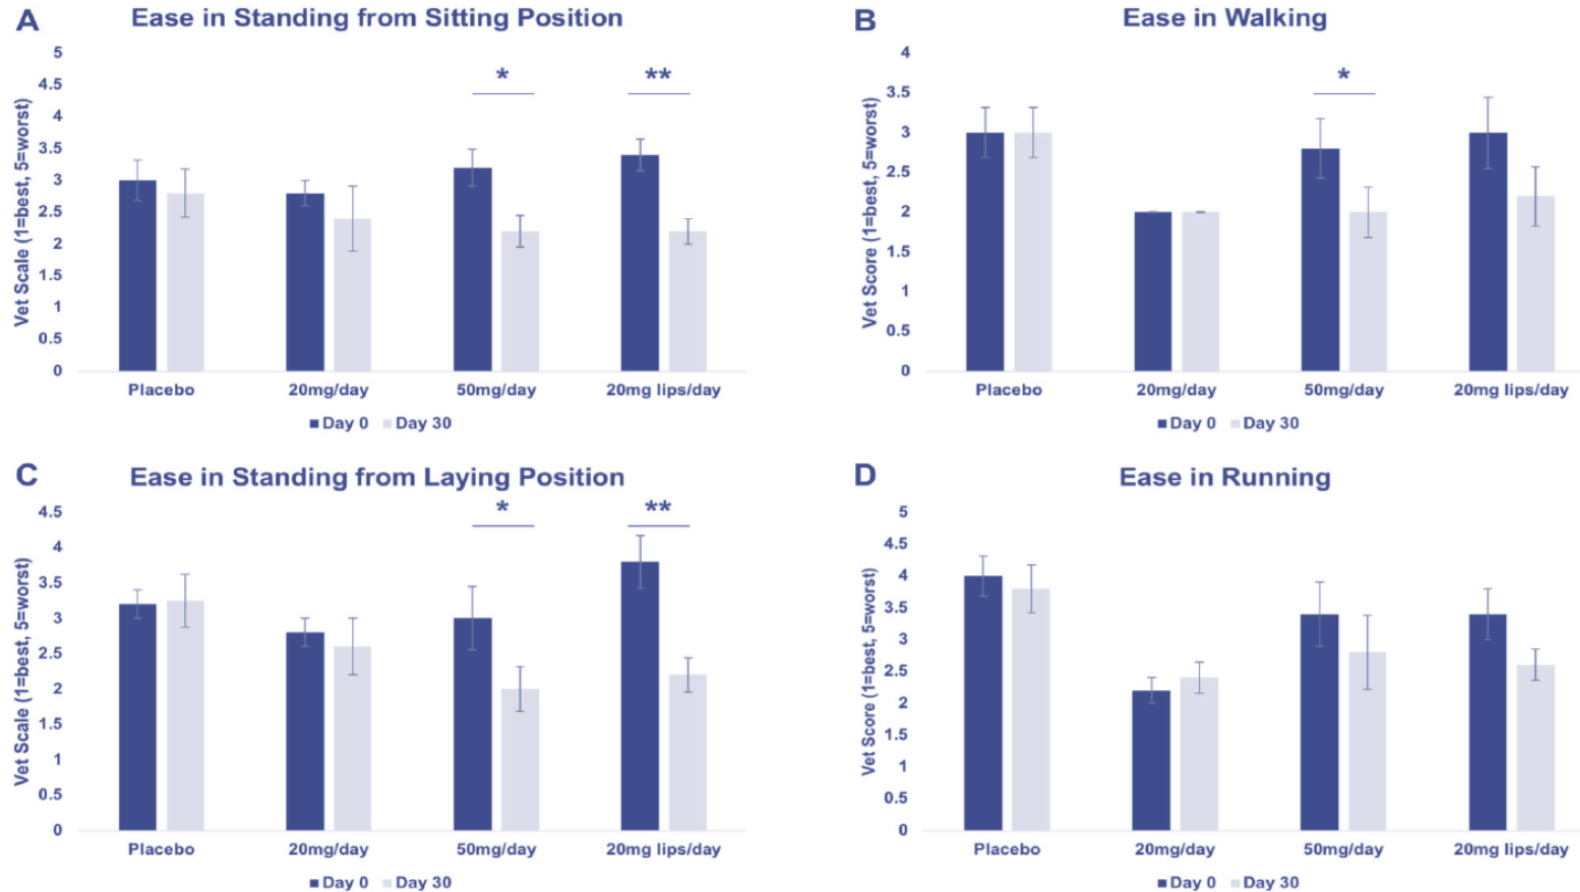 A Ease in Standing from Sitting Position
Vet Scale (1=best, 5=worst)
5
4.5
4
3.5
3
2.5
2
1.5
1
0.5
0
* **
Placebo 20mg/day 50mg/day 20mg lips/day
Day 0 Day 30
B Ease in Walking
Vet Score (1=best, 5=worst)
4
3.5
3
2.5
2
1.5
1
0.5
0
*
Placebo 20mg/day 50mg/day 20mg lips/day
Day 0 Day 30
C Ease in Standing from Laying Position
Vet Scale (1=best, 5=worst)
4.5
4
3.5
3
2.5
2
1.5
1
0.5
0
* **
Placebo 20mg/day 50mg/day 20mg lips/day
Day 0 Day 30
D Ease in Running
Vet Score (1=best, 5=worst)
5
4.5
4
3.5
3
2.5
2
1.5
1
0.5
0
Placebo 20mg/day 50mg/day 20mg lips/day
Day 0 Day 30